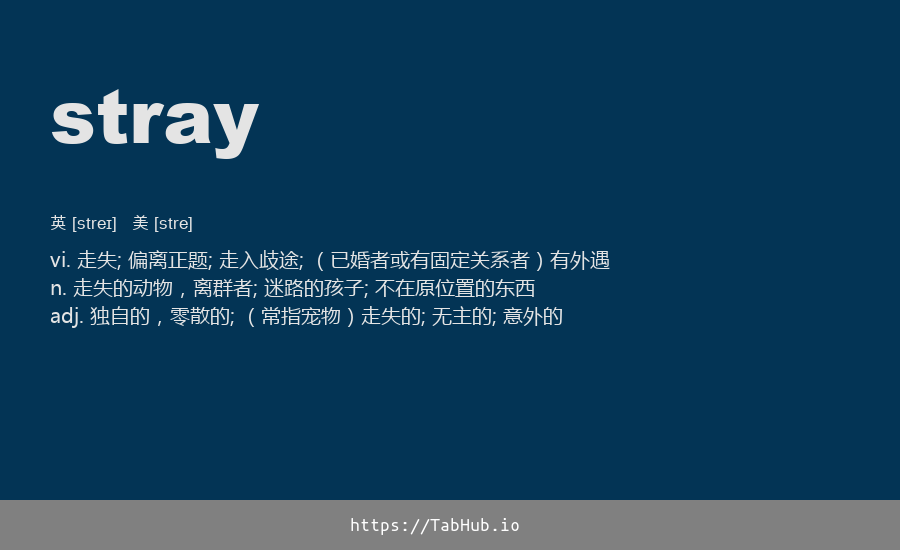 stray
英 [streɪ] 美 [stre]
vi. 走失; 偏离正题; 走入歧途; （已婚者或有固定关系者）有外遇
n. 走失的动物，离群者; 迷路的孩子; 不在原位置的东西
adj. 独自的，零散的; （常指宠物）走失的; 无主的; 意外的
https://TabHub.io